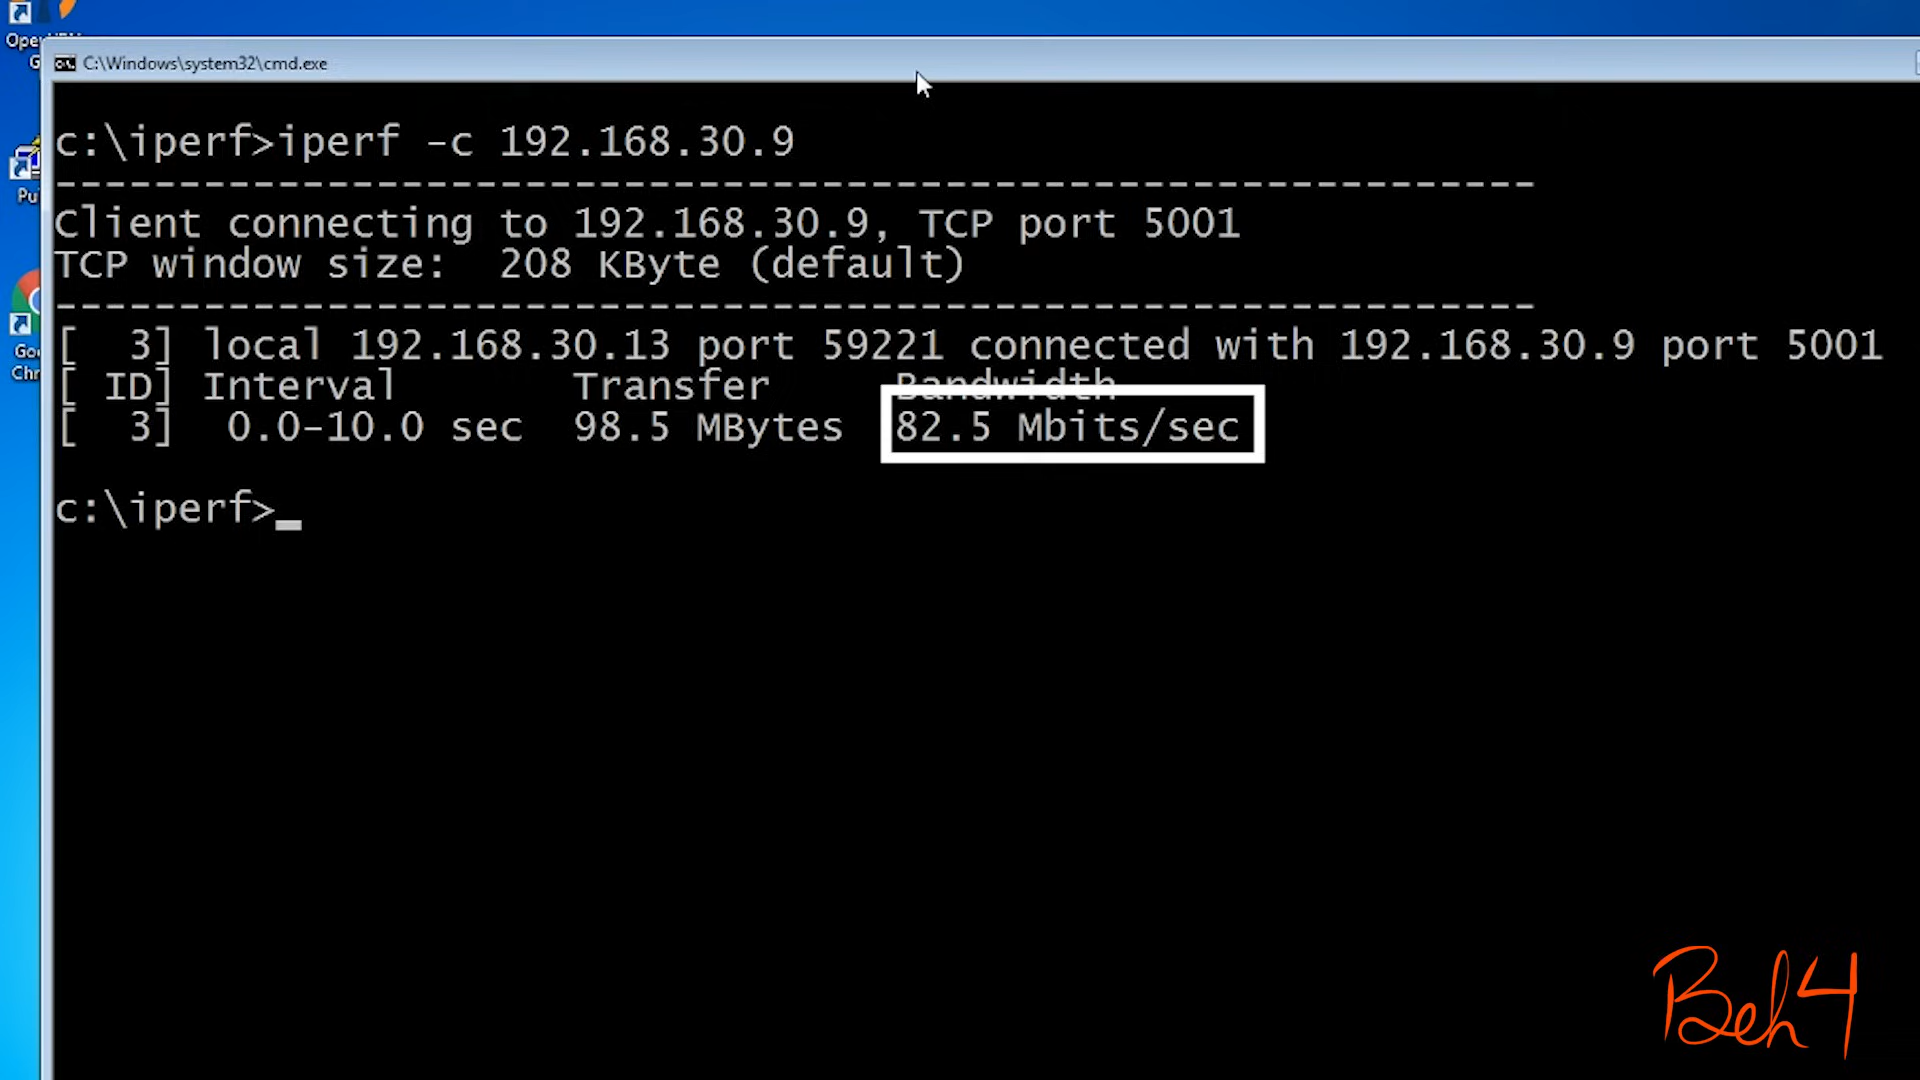 C:\Windows\system32\cmd.exe
c:\iperf>iperf -c 192.168.30.9
------------------------------------------------------------
Client connecting to 192.168.30.9, TCP port 5001
TCP window size:  208 KByte (default)
------------------------------------------------------------
[  3] local 192.168.30.13 port 59221 connected with 192.168.30.9 port 5001
[ ID] Interval       Transfer     Bandwidth
[  3]  0.0-10.0 sec  98.5 MBytes  82.5 Mbits/sec
c:\iperf>_
Beh4